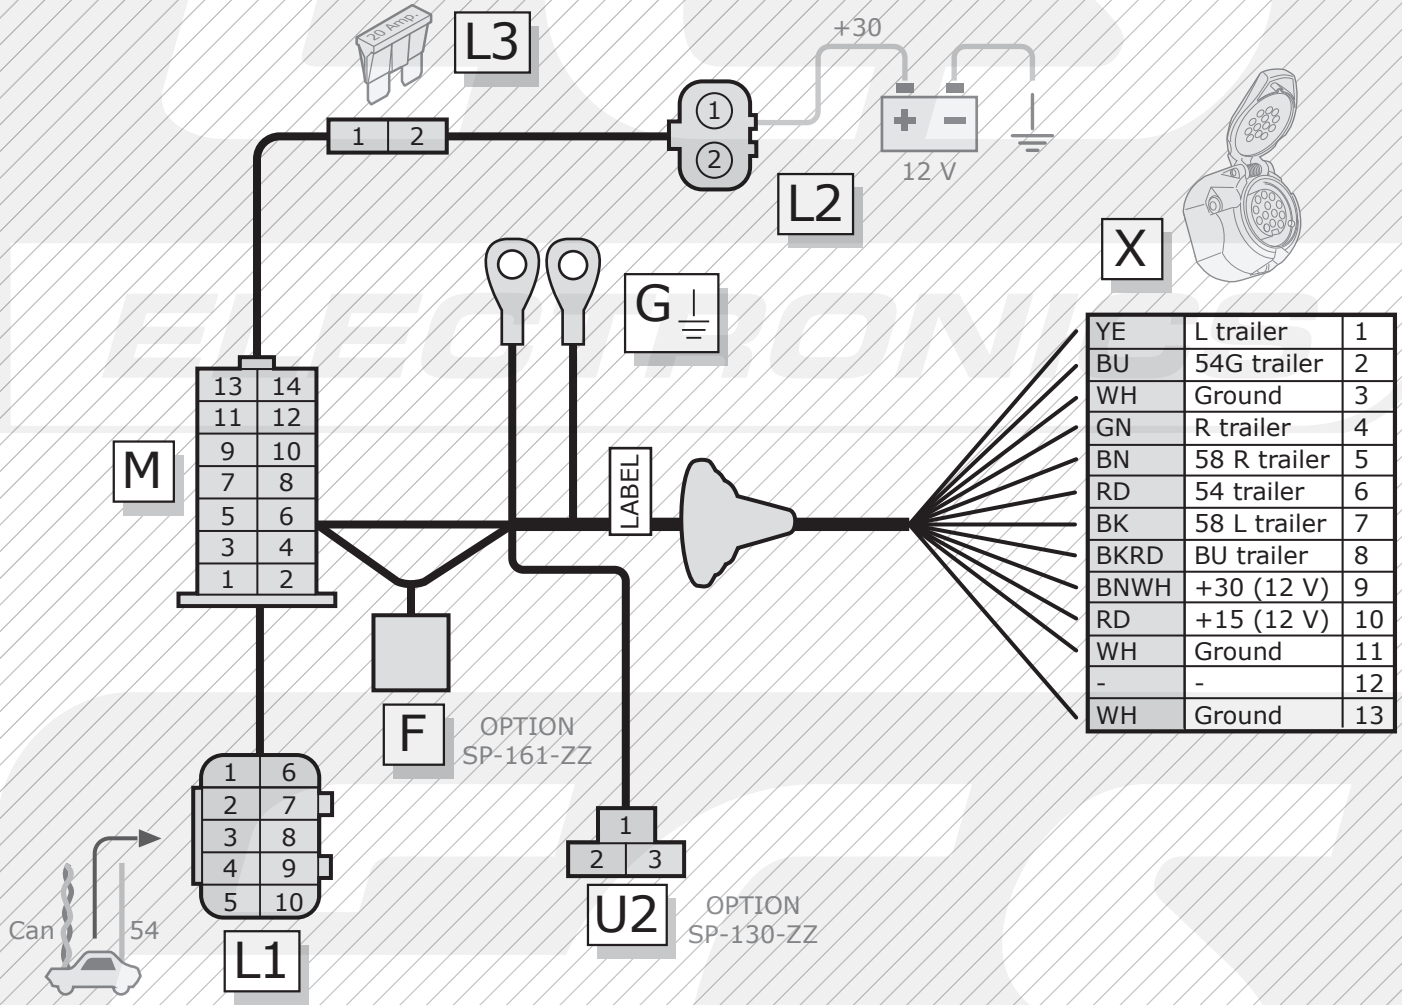 20 Amp.
L3
+30
1 2
1
2
+ -
12 V
L2
X
G
YE L trailer 1
BU 54G trailer 2
WH Ground 3
GN R trailer 4
BN 58 R trailer 5
RD 54 trailer 6
BK 58 L trailer 7
BKRD BU trailer 8
BNWH +30 (12 V) 9
RD +15 (12 V) 10
WH Ground 11
- - 12
WH Ground 13
ELECTRONICS
M
13 14
11 12
9 10
7 8
5 6
3 4
1 2
LABEL
F
OPTION
SP-161-ZZ
1 6
2 7
3 8
4 9
5 10
Can
54
L1
1
2 3
U2
OPTION
SP-130-ZZ